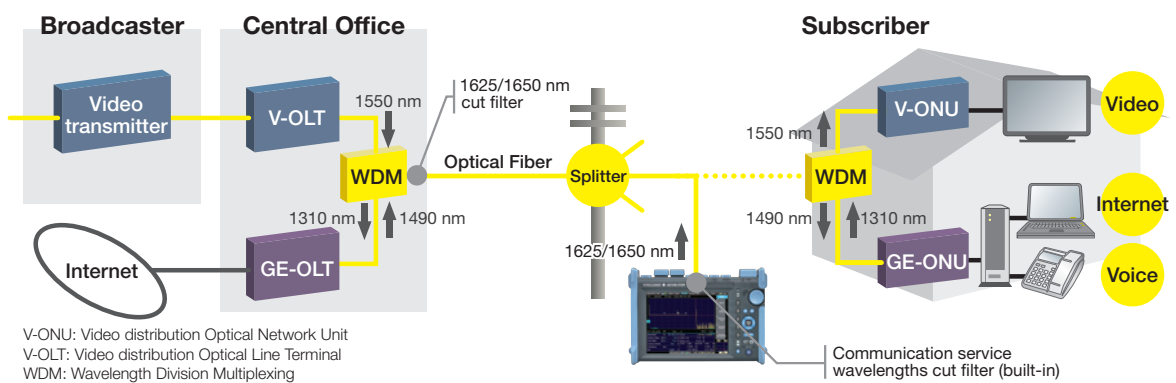 Broadcaster
Central Office
Subscriber
Video
transmitter
V-OLT
1550 nm
1625/1650 nm
cut filter
WDM
Optical Fiber
Splitter
1310 nm
1490 nm
Internet
GE-OLT
1625/1650 nm
V-ONU
Video
1550 nm
WDM
1490 nm
1310 nm
Internet
GE-ONU
Voice
V-ONU: Video distribution Optical Network Unit
V-OLT: Video distribution Optical Line Terminal
WDM: Wavelength Division Multiplexing
Communication service
wavelengths cut filter (built-in)